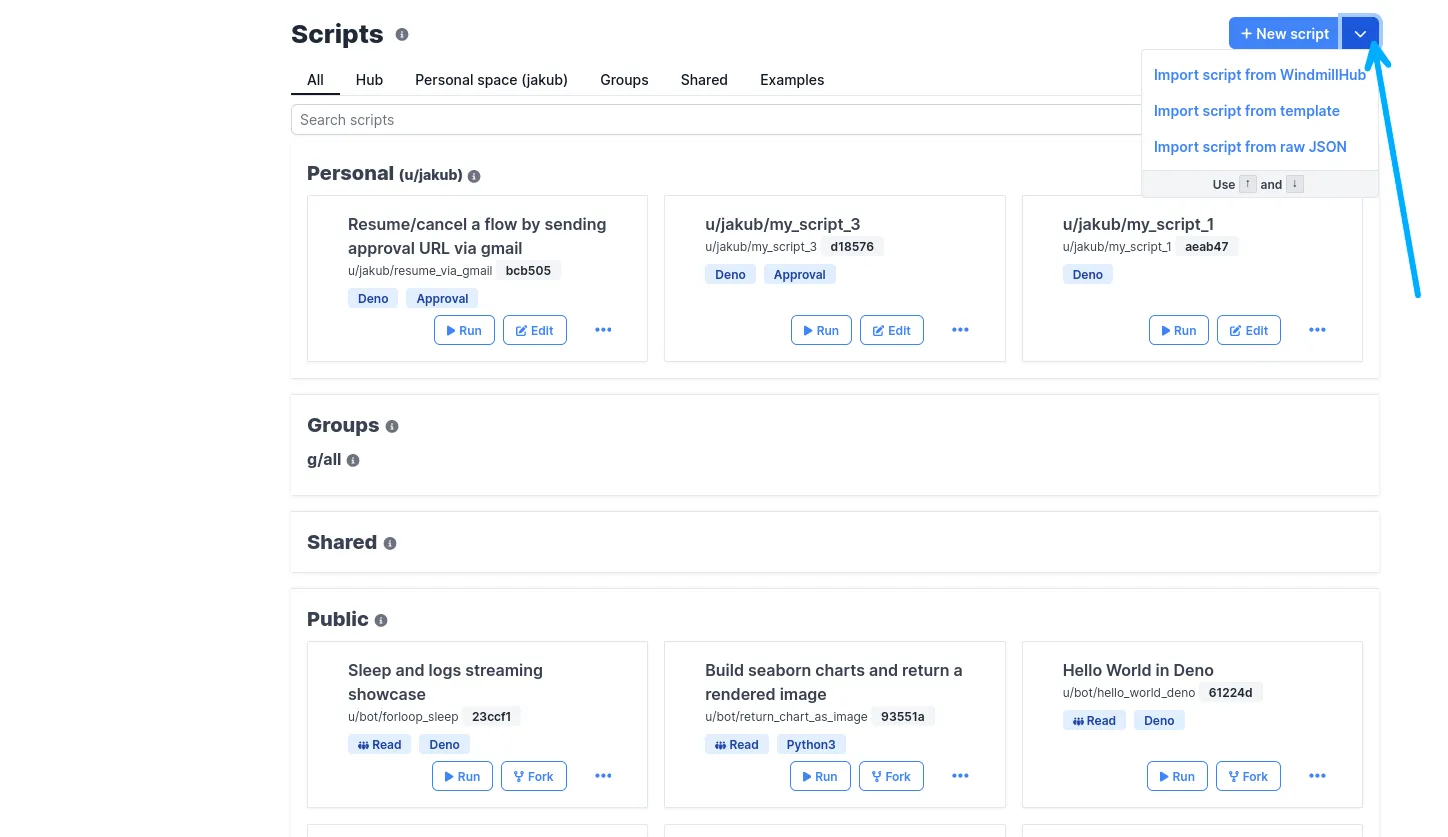 Scripts
+ New script
All Hub Personal space (jakub) Groups Shared Examples
Import script from WindmillHub
Import script from template
Import script from raw JSON
Use ↑ and ↓
Search scripts
Personal (u/jakub)
Resume/cancel a flow by sending
approval URL via gmail
u/jakub/resume_via_gmail bcb505
Deno Approval
Run Edit
u/jakub/my_script_3
u/jakub/my_script_3 d18576
Deno Approval
Run Edit
u/jakub/my_script_1
u/jakub/my_script_1 aeab47
Deno
Run Edit
Groups
g/all
Shared
Public
Sleep and logs streaming
showcase
u/bot/forloop_sleep 23ccf1
Read Deno
Run Fork
Build seaborn charts and return a
rendered image
u/bot/return_chart_as_image 93551a
Read Python3
Run Fork
Hello World in Deno
u/bot/hello_world_deno 61224d
Read Deno
Run Fork